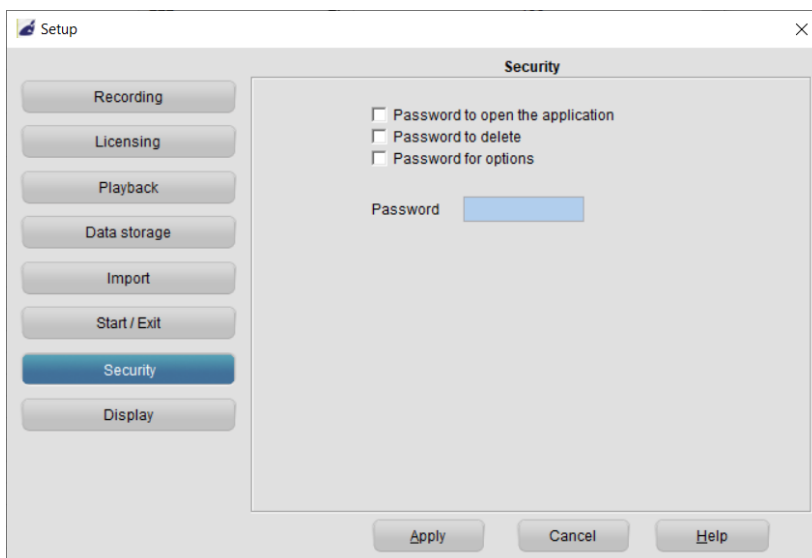 Setup
Security
Recording
Licensing
Playback
Data storage
Import
Start / Exit
Security
Display
Password to open the application
Password to delete
Password for options
Password
Apply
Cancel
Help